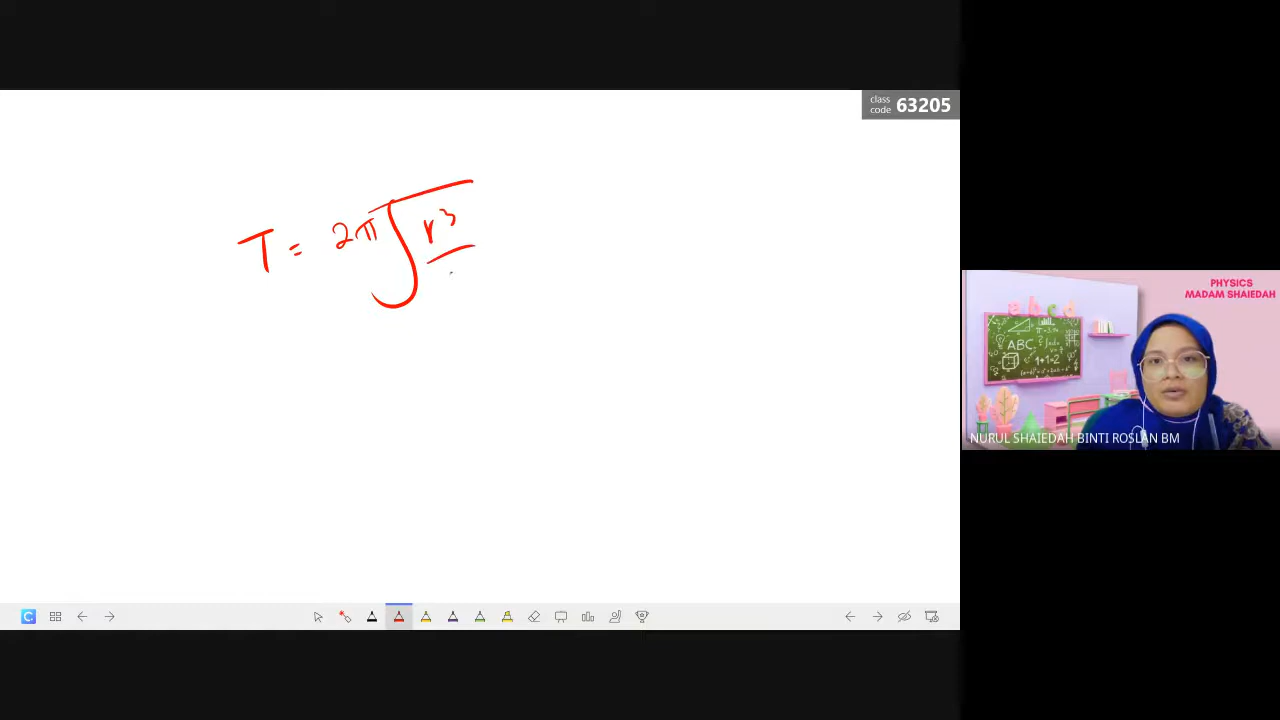 class
code 63205
T = 2π√r³
PHYSICS
MADAM SHAIEDAH
a b c d
ABC
1+1=2
NURUL SHAIEDAH BINTI ROSLAN BM